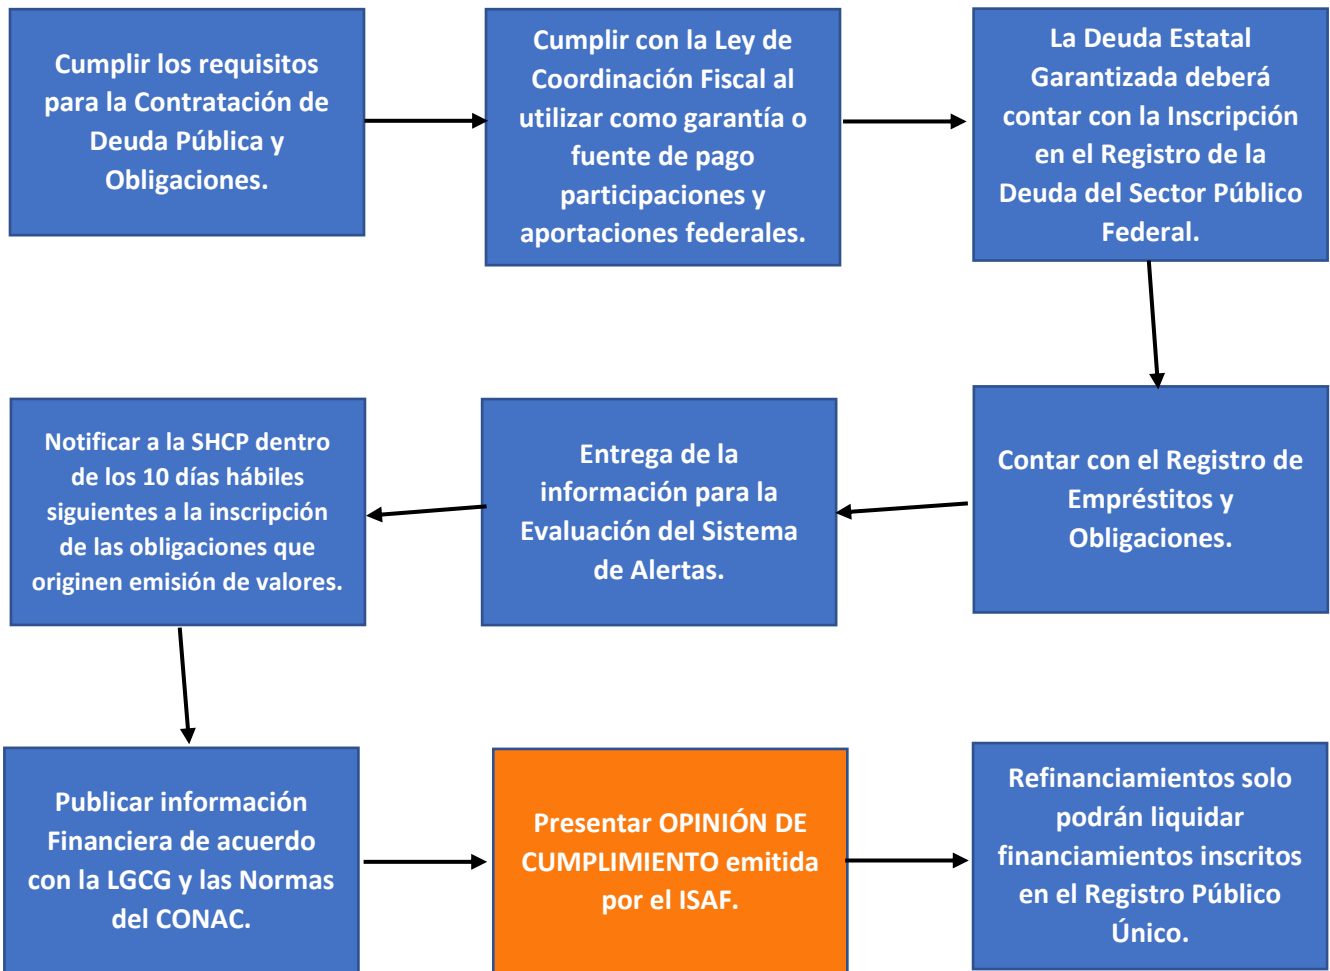 Cumplir los requisitos
para la Contratación de
Deuda Pública y
Obligaciones.
Cumplir con la Ley de
Coordinación Fiscal al
utilizar como garantía o
fuente de pago
participaciones y
aportaciones federales.
La Deuda Estatal
Garantizada deberá
contar con la Inscripción
en el Registro de la
Deuda del Sector Público
Federal.
Contar con el Registro de
Empréstitos y
Obligaciones.
Entrega de la
información para la
Evaluación del Sistema
de Alertas.
Notificar a la SHCP dentro
de los 10 días hábiles
siguientes a la inscripción
de las obligaciones que
originen emisión de valores.
Publicar información
Financiera de acuerdo
con la LGCG y las Normas
del CONAC.
Presentar OPINIÓN DE
CUMPLIMIENTO emitida
por el ISAF.
Refinanciamientos solo
podrán liquidar
financiamientos inscritos
en el Registro Público
Único.